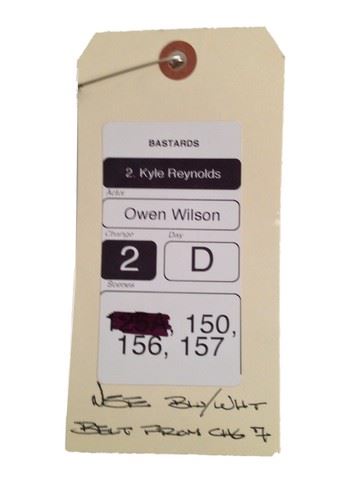 BASTARDS
2. Kyle Reynolds
Actor
Owen Wilson
Change Day
2 D
Scenes
150,
156, 157
BLU/WHT
BELT FROM CHG 7